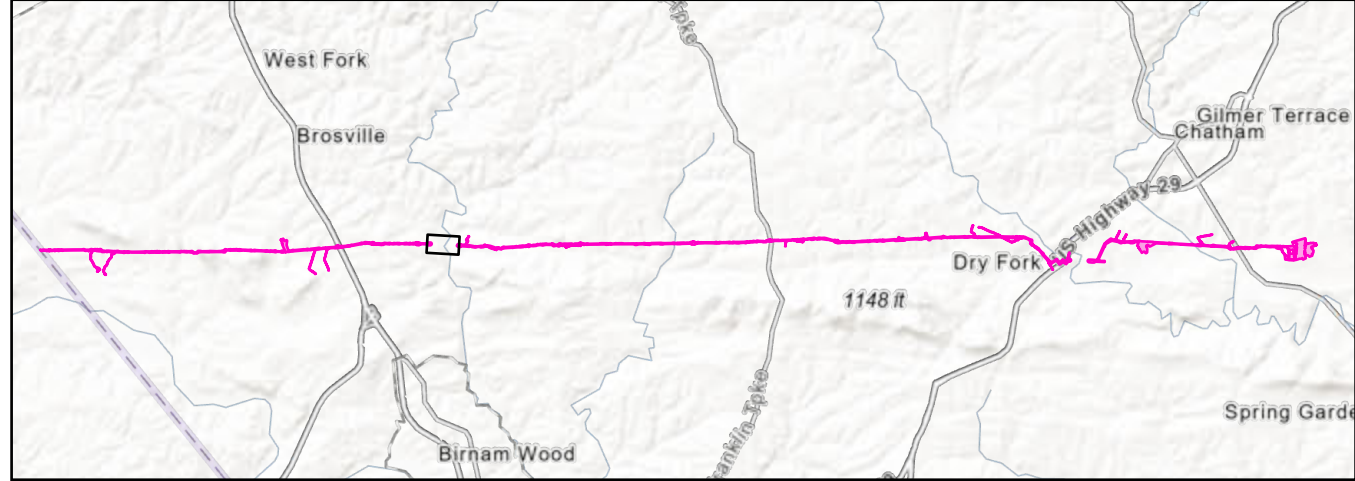 West Fork
Brosville
Gilmer Terrace
Chatham
US-Highway-29
Dry Fork
1148 ft
Franklin-Tpke
Birnam Wood
Spring Garde